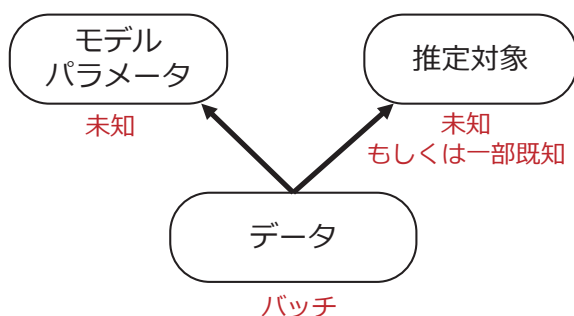 モデル
パラメータ
未知
推定対象
未知
もしくは一部既知
データ
バッチ